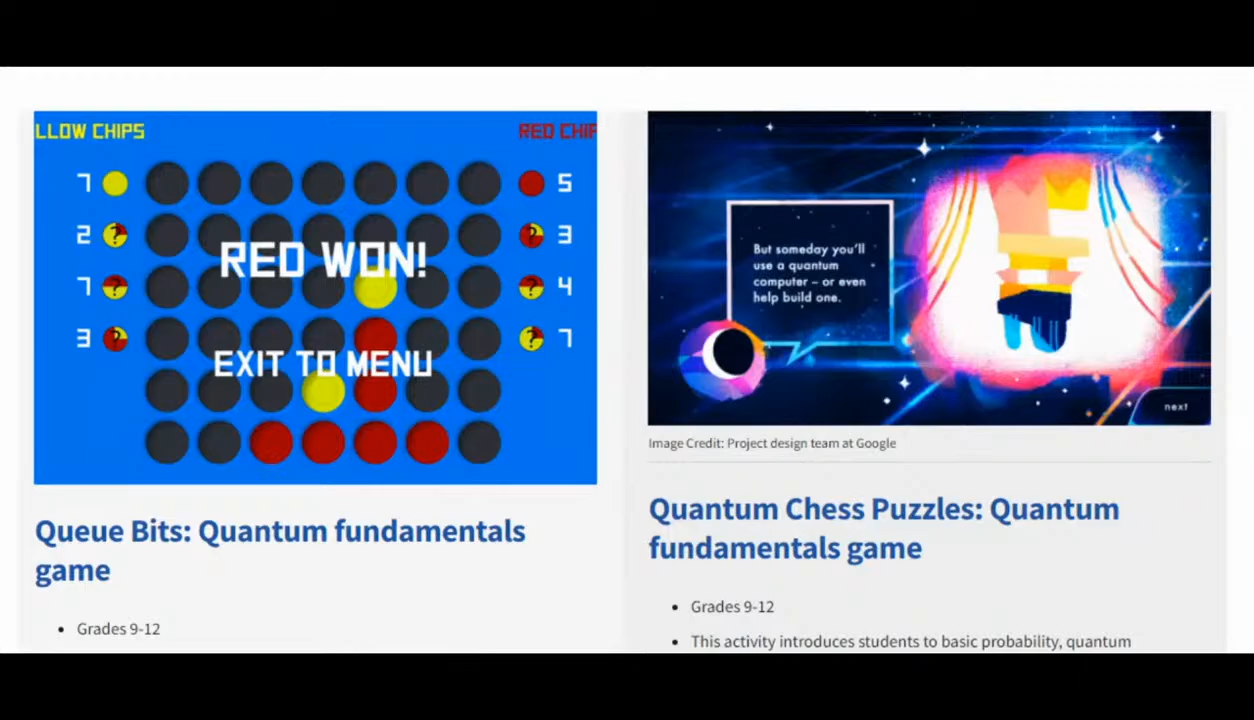 LLOW CHIPS
RED CHIP
7
5
2 ?
? 3
RED WON!
7 ?
? 4
3 ?
? 7
EXIT TO MENU
Queue Bits: Quantum fundamentals
game
• Grades 9-12
But someday you'll
use a quantum
computer – or even
help build one.
next
Image Credit: Project design team at Google
Quantum Chess Puzzles: Quantum
fundamentals game
• Grades 9-12
• This activity introduces students to basic probability, quantum